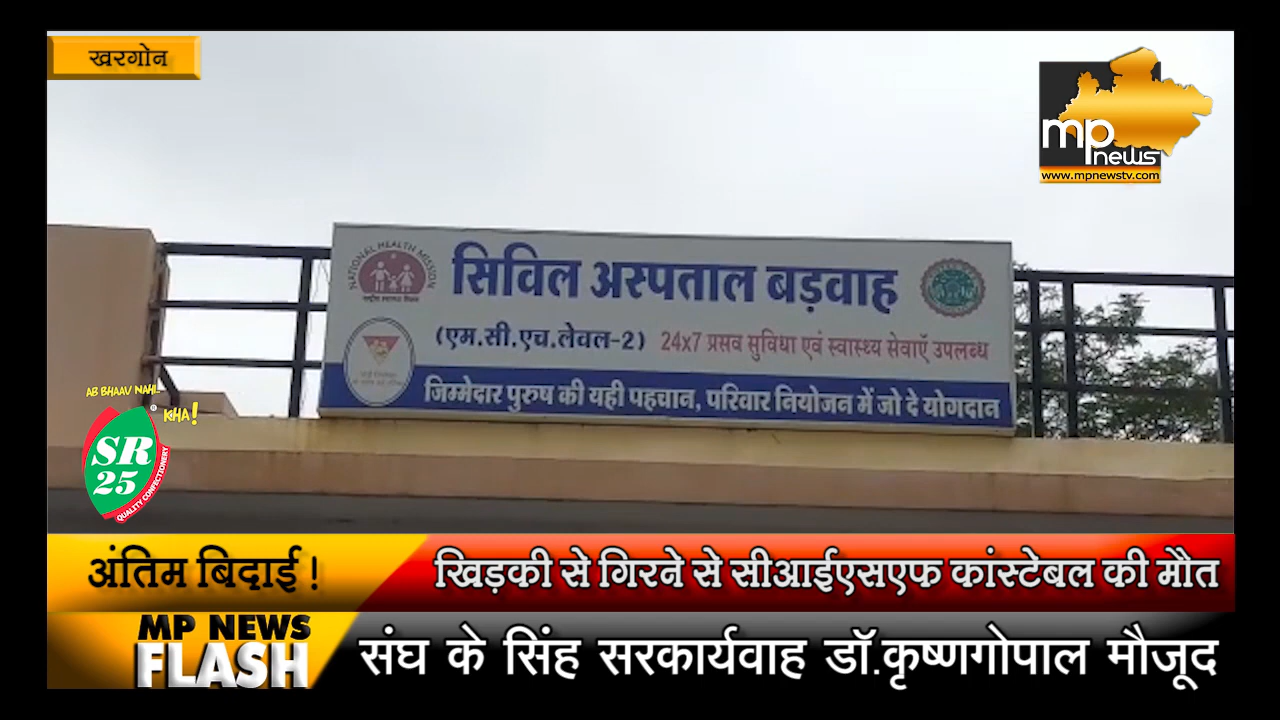 खरगोन
mp
news
www.mpnewstv.com
NATIONAL HEALTH MISSION
सिविल अस्पताल बड़वाह
(एम.सी.एच.लेवल-2) 24x7 प्रसव सुविधा एवं स्वास्थ्य सेवाऍ उपलब्ध
जिम्मेदार पुरुष की यही पहचान, परिवार नियोजन में जो दे योगदान
AB BHAAV NAHI..
KHA!
SR
25
QUALITY CONFECTIONERY
अंतिम बिदाई !
खिड़की से गिरने से सीआईएसएफ कांस्टेबल की मौत
MP NEWS
FLASH
संघ के सिंह सरकार्यवाह डॉ.कृष्णगोपाल मौजूद